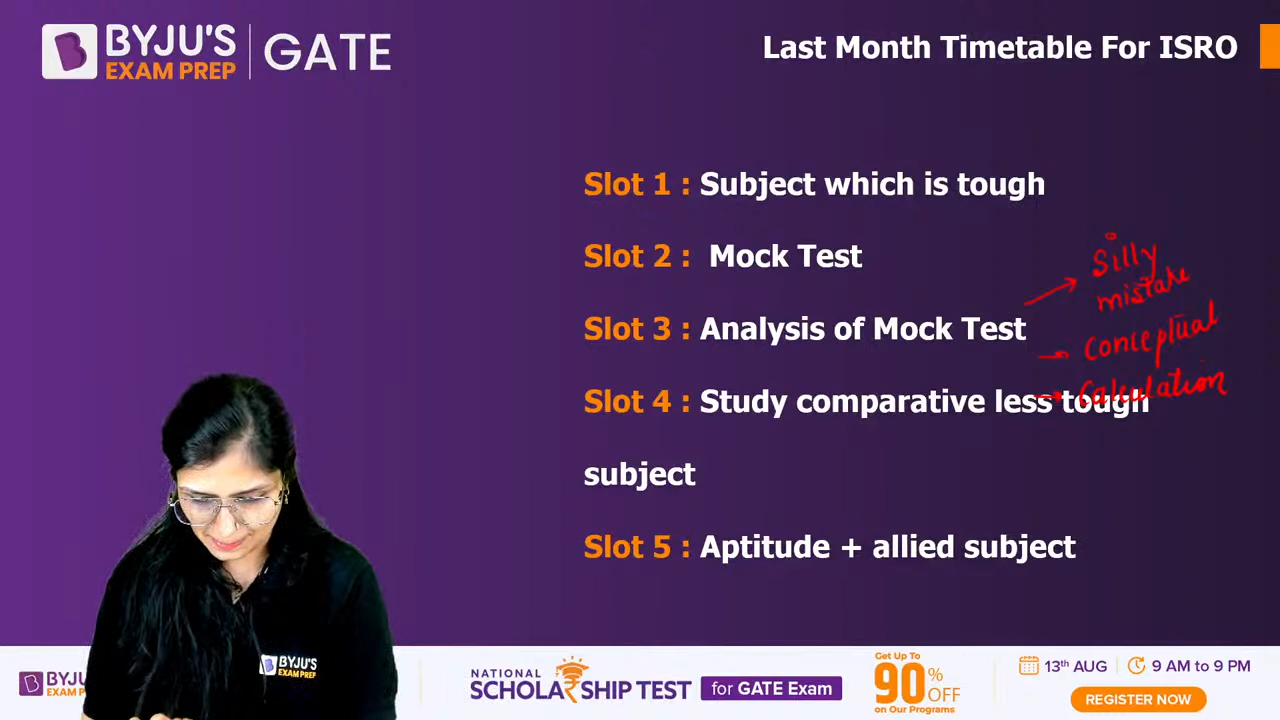 BYJU'S
EXAM PREP
GATE
Last Month Timetable For ISRO
Slot 1 : Subject which is tough
Slot 2 : Mock Test
Slot 3 : Analysis of Mock Test
Silly
mistake
Conceptual
Calculation
Slot 4 : Study comparative less tough
subject
Slot 5 : Aptitude + allied subject
BYJU'S
EXAM PREP
BYJU'S
EXAM P
NATIONAL
SCHOLARSHIP TEST
for GATE Exam
Get Up To
90% OFF
on Our Programs
13th AUG
9 AM to 9 PM
REGISTER NOW